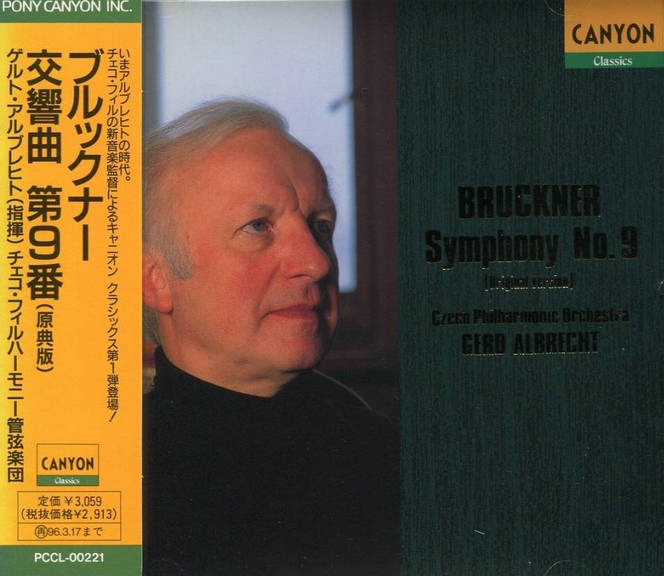 PONY CANYON INC.
いまアルブレヒトの時代。
チェコ・フィルの新音楽監督によるキャニオン クラシックス第1弾登場!
ブルックナー
交響曲 第9番(原典版)
ゲルト・アルブレヒト(指揮)チェコ・フィルハーモニー管弦楽団
CANYON
Classics
定価¥3,059
(税抜価格¥2,913)
再96.3.17まで
PCCL-00221
CANYON
Classics
BRUCKNER
Symphony No.9
[Original version]
Czech Philharmonic Orchestra
GERD ALBRECHT